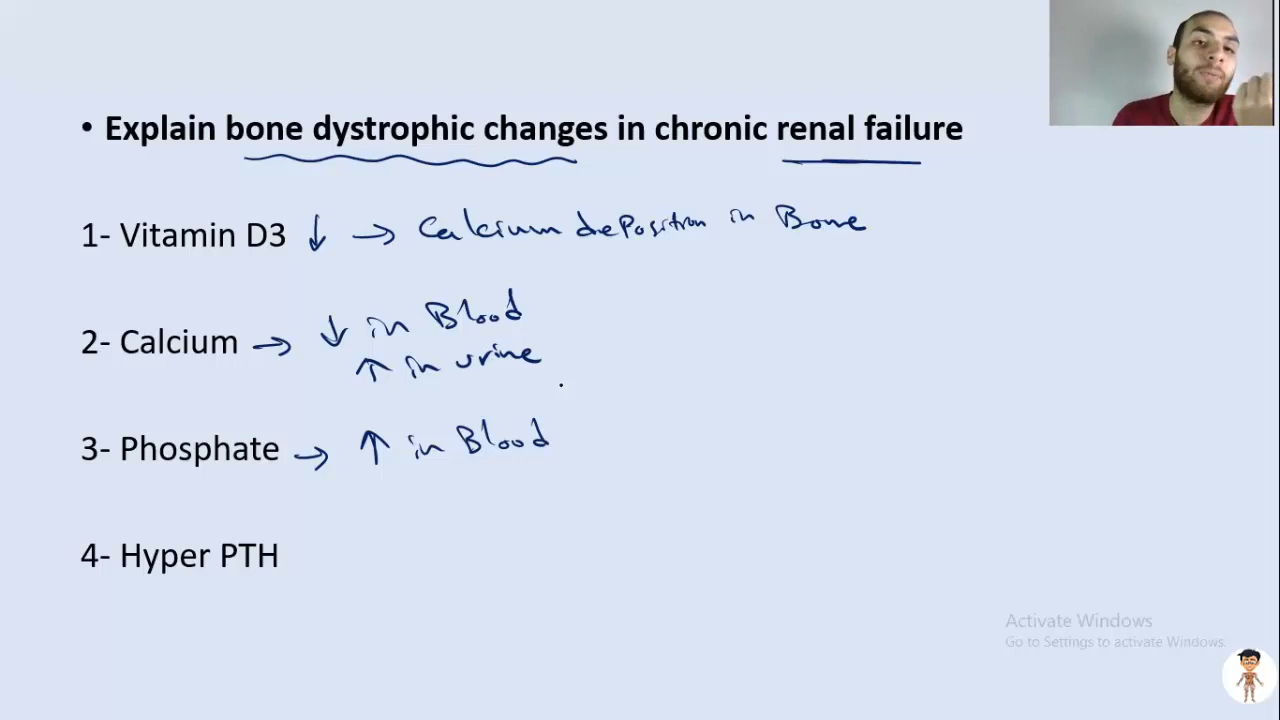 • Explain bone dystrophic changes in chronic renal failure
1- Vitamin D3 ↓ → Calcium deposition in Bone
2- Calcium → ↓ in Blood
↑ in urine
3- Phosphate → ↑ in Blood
4- Hyper PTH
Activate Windows
Go to Settings to activate Windows.